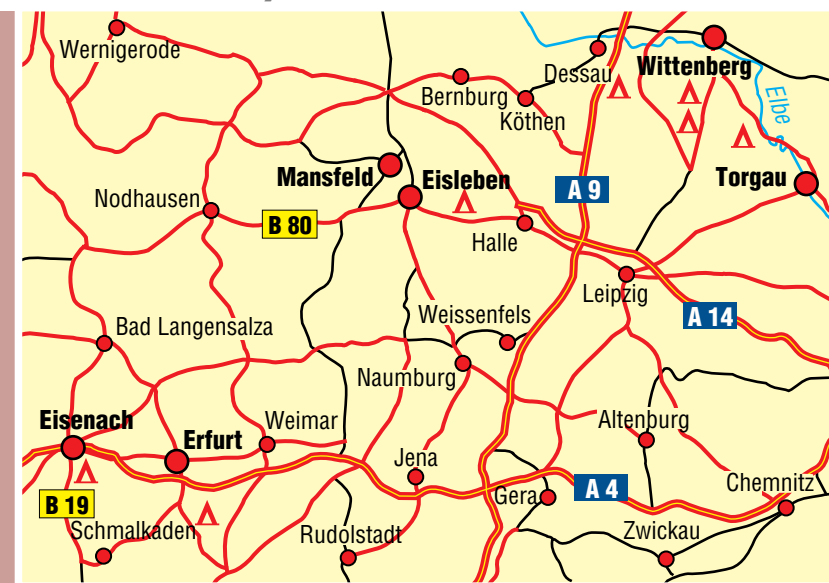 Wernigerode
Dessau
Wittenberg
Bernburg
Köthen
Elbe
Mansfeld
Eisleben
A 9
Torgau
Nodhausen
B 80
Halle
Leipzig
Bad Langensalza
Weissenfels
A 14
Naumburg
Eisenach
Erfurt
Weimar
Altenburg
Jena
Gera
A 4
Chemnitz
B 19
Schmalkaden
Rudolstadt
Zwickau